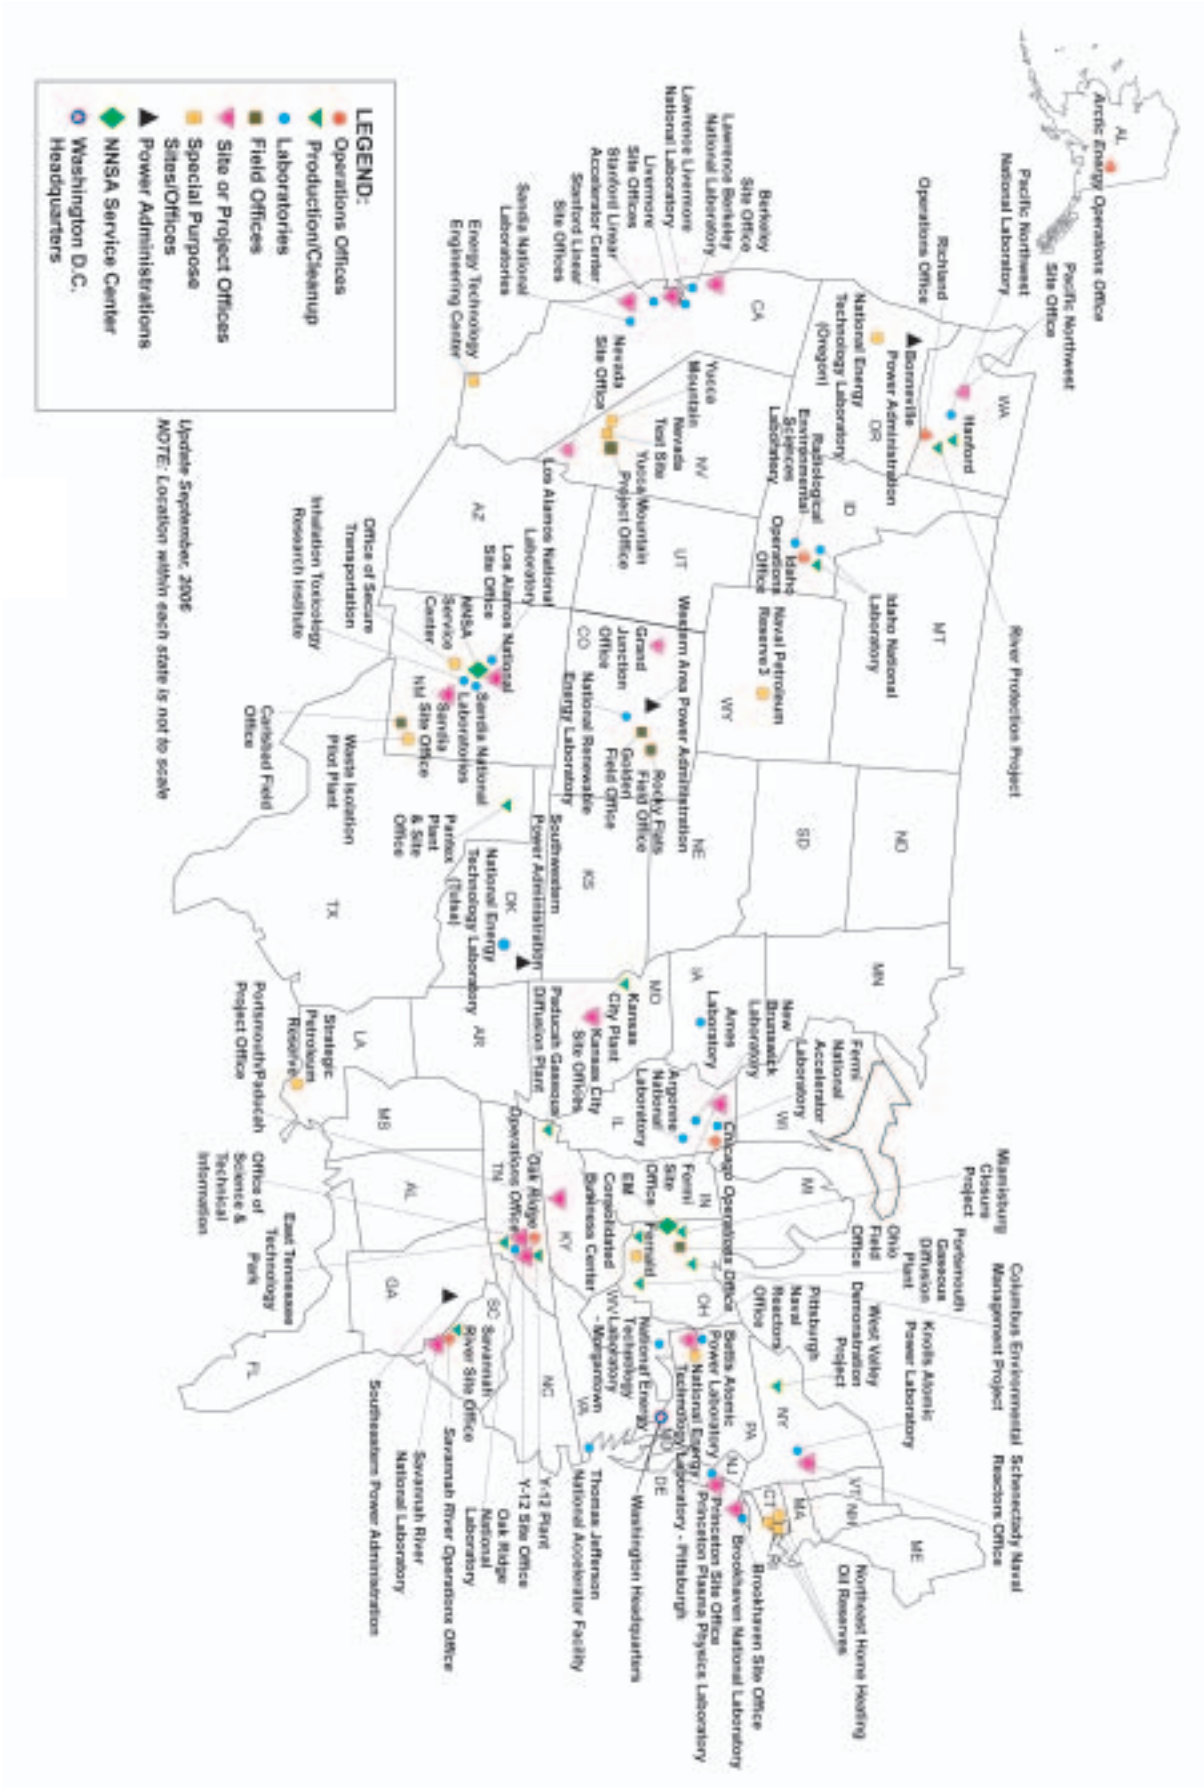 Arctic Energy Operations Office
AL
Pacific Northwest
Site Office
Pacific Northwest
National Laboratory
Richland
Operations Office
WA
Hanford
River Protection Project
Bonneville
Power Administration
National Energy
Technology Laboratory
(Oregon)
OR
ID
Radiological
Environmental
Sciences
Laboratory
Idaho
Operations
Office
Idaho National
Laboratory
MT
Naval Petroleum
Reserve 3
WY
ND
SD
NE
KS
MN
Berkeley
Site Office
Lawrence Berkeley
National Laboratory
Lawrence Livermore
National Laboratory
Livermore
Site Offices
Stanford Linear
Accelerator Center
Stanford Linear
Site Offices
Sandia National
Laboratories
Energy Technology
Engineering Center
CA
Nevada
Site Office
Yucca
Mountain
Nevada
Test Site
NV
Yucca Mountain
Project Office
UT
AZ
Western Area Power Administration
Grand
Junction
Office
CO
National Renewable
Energy Laboratory
Golden
Field Office
Rocky Flats
Field Office
Los Alamos National
Laboratory
Los Alamos National
Site Office
NNSA
Service
Center
Office of Secure
Transportation
Inhalation Toxicology
Research Institute
Sandia National
Laboratories
Sandia
Site Office
NM
Waste Isolation
Pilot Plant
Carlsbad Field
Office
Pantex
Plant
& Site
Office
Southwestern
Power Administration
OK
National Energy
Technology Laboratory
(Tulsa)
TX
AR
LA
MS
AL
Strategic
Petroleum
Reserve
Portsmouth/Paducah
Project Office
Kansas
City Plant
Kansas City
Site Offices
MO
Paducah Gaseous
Diffusion Plant
IA
Ames
Laboratory
New
Brunswick
Laboratory
Fermi
National
Accelerator
Laboratory
WI
Argonne
National
Laboratory
IL
Chicago Operations Office
Fermi
Site
Office
IN
MI
EM
Consolidated
Business Center
Fernald
Miamisburg
Closure
Project
Ohio
Field
Office
Portsmouth
Gaseous
Diffusion
Plant
Columbus Environmental
Management Project
OH
KY
TN
Oak Ridge
Operations Office
Office of
Science &
Technical
Information
East Tennessee
Technology
Park
GA
FL
SC
NC
VA
WV
Pittsburgh
Naval
Reactors
Office
West Valley
Demonstration
Project
Knolls Atomic
Power Laboratory
Schenectady Naval
Reactors Office
NY
PA
Bettis Atomic
Power Laboratory
National Energy
Technology Laboratory - Pittsburgh
National Energy
Technology
Laboratory
- Morgantown
MD
DE
NJ
CT
RI
MA
VT
NH
ME
Northeast Home Heating
Oil Reserves
Brookhaven Site Office
Brookhaven National Laboratory
Princeton Site Office
Princeton Plasma Physics Laboratory
Washington Headquarters
Thomas Jefferson
National Accelerator Facility
Y-12 Plant
Y-12 Site Office
Oak Ridge
National
Laboratory
Savannah
River Site Office
Savannah River Operations Office
Savannah River
National Laboratory
Southeastern Power Administration
LEGEND:
Operations Offices
Production/Cleanup
Laboratories
Field Offices
Site or Project Offices
Special Purpose
Sites/Offices
Power Administrations
NNSA Service Center
Washington D.C.
Headquarters
Update September, 2006
NOTE: Location within each state is not to scale